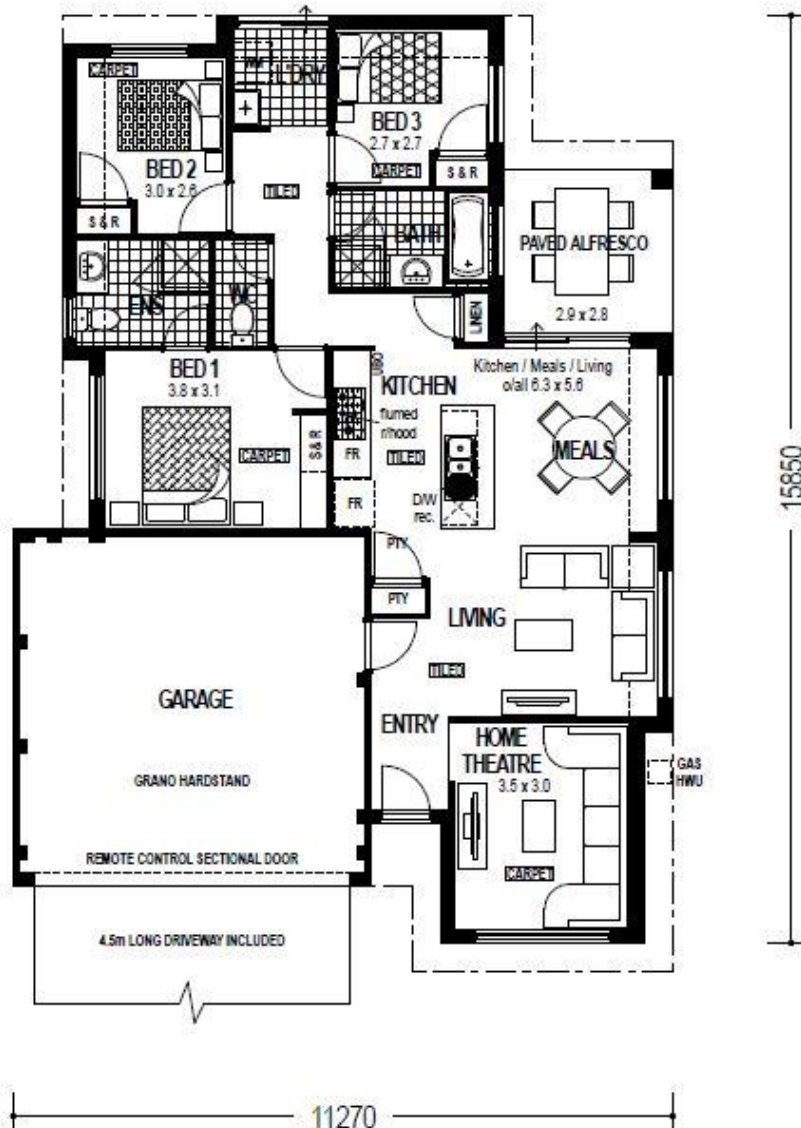 CARPET
WM
L'DRY
BED 3
2.7 x 2.7
CARPET
BED 2
3.0 x 2.6
S & R
TILED
S & R
BATH
PAVED ALFRESCO
2.9 x 2.8
ENS
WC
LINEN
BED 1
3.8 x 3.1
CARPET
S & R
UBO
KITCHEN
flumed
r/hood
FR
TILED
FR
D/W
rec.
Kitchen / Meals / Living
o/all 6.3 x 5.6
MEALS
15850
PTY
PTY
LIVING
TILED
GARAGE
GRANO HARDSTAND
REMOTE CONTROL SECTIONAL DOOR
ENTRY
HOME
THEATRE
3.5 x 3.0
CARPET
GAS
HWU
4.5m LONG DRIVEWAY INCLUDED
11270